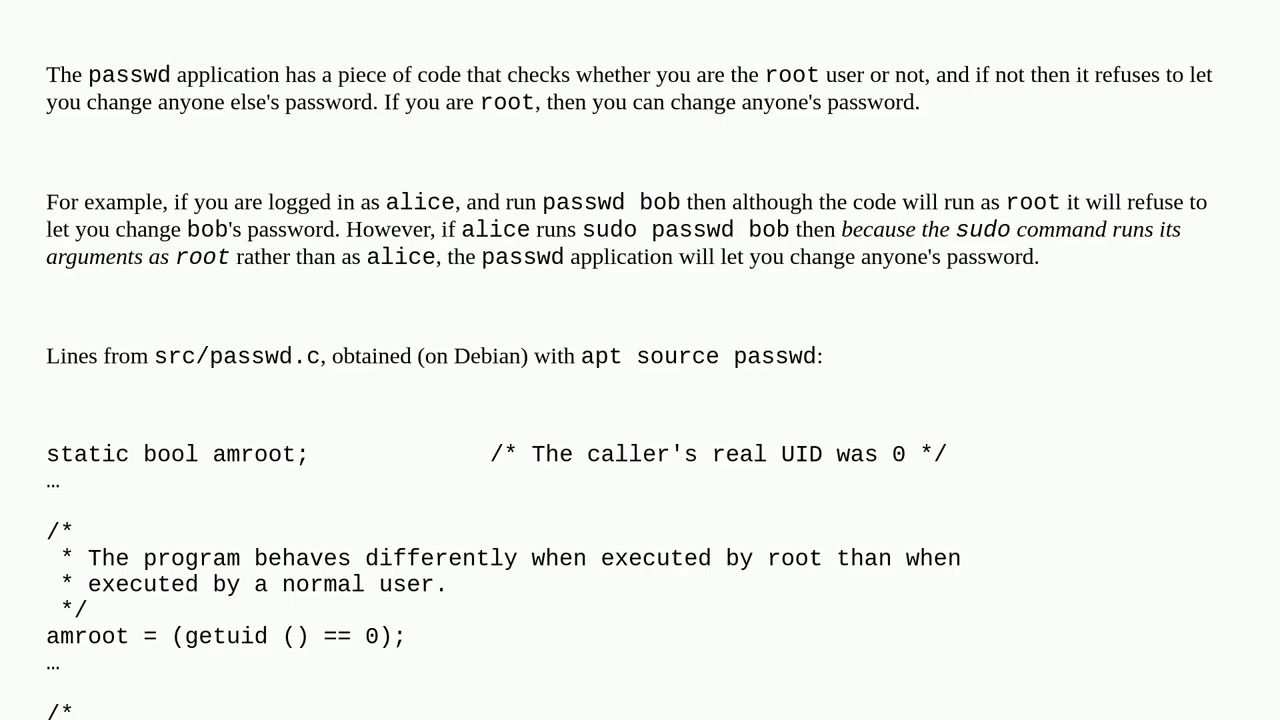 The passwd application has a piece of code that checks whether you are the root user or not, and if not then it refuses to let
you change anyone else's password. If you are root, then you can change anyone's password.
For example, if you are logged in as alice, and run passwd bob then although the code will run as root it will refuse to
let you change bob's password. However, if alice runs sudo passwd bob then because the sudo command runs its
arguments as root rather than as alice, the passwd application will let you change anyone's password.
Lines from src/passwd.c, obtained (on Debian) with apt source passwd:
static bool amroot; /* The caller's real UID was 0 */
…
/*
* The program behaves differently when executed by root than when
* executed by a normal user.
*/
amroot = (getuid () == 0);
…
/*